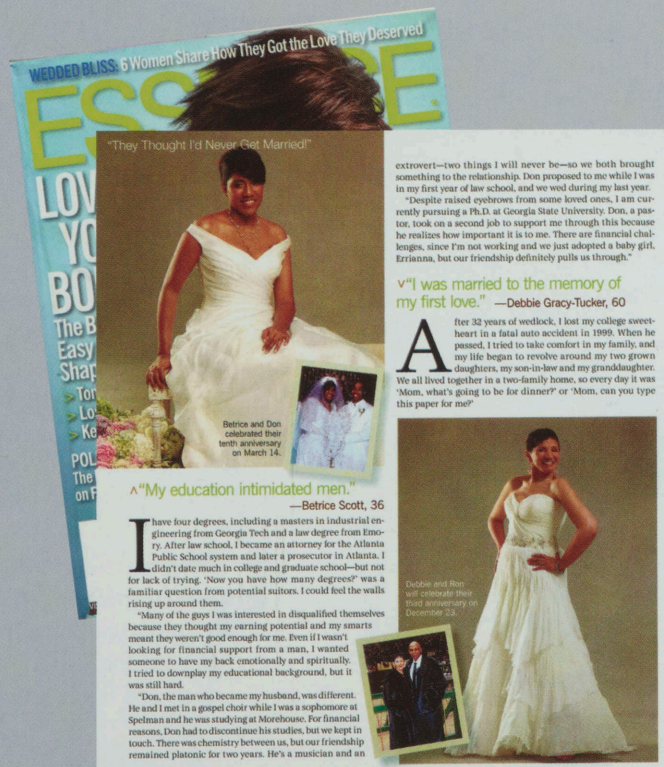 WEDDED BLISS: 6 Women Share How They Got the Love They Deserved
"They Thought I'd Never Get Married!"
Betrice and Don
celebrated their
tenth anniversary
on March 14.
^"My education intimidated men."
—Betrice Scott, 36
I have four degrees, including a masters in industrial en-
gineering from Georgia Tech and a law degree from Emo-
ry. After law school, I became an attorney for the Atlanta
Public School system and later a prosecutor in Atlanta. I
didn't date much in college and graduate school—but not
for lack of trying. 'Now you have how many degrees?' was a
familiar question from potential suitors. I could feel the walls
rising up around them.
"Many of the guys I was interested in disqualified themselves
because they thought my earning potential and my smarts
meant they weren't good enough for me. Even if I wasn't
looking for financial support from a man, I wanted
someone to have my back emotionally and spiritually.
I tried to downplay my educational background, but it
was still hard.
"Don, the man who became my husband, was different.
He and I met in a gospel choir while I was a sophomore at
Spelman and he was studying at Morehouse. For financial
reasons, Don had to discontinue his studies, but we kept in
touch. There was chemistry between us, but our friendship
remained platonic for two years. He's a musician and an
extrovert—two things I will never be—so we both brought
something to the relationship. Don proposed to me while I was
in my first year of law school, and we wed during my last year.
"Despite raised eyebrows from some loved ones, I am cur-
rently pursuing a Ph.D. at Georgia State University. Don, a pas-
tor, took on a second job to support me through this because
he realizes how important it is to me. There are financial chal-
lenges, since I'm not working and we just adopted a baby girl,
Errianna, but our friendship definitely pulls us through."
v"I was married to the memory of
my first love." —Debbie Gracy-Tucker, 60
After 32 years of wedlock, I lost my college sweet-
heart in a fatal auto accident in 1999. When he
passed, I tried to take comfort in my family, and
my life began to revolve around my two grown
daughters, my son-in-law and my granddaughter.
We all lived together in a two-family home, so every day it was
'Mom, what's going to be for dinner?' or 'Mom, can you type
this paper for me?'
Debbie and Ron
will celebrate their
third anniversary on
December 23.
ESS E
LOV
YO
BO
The B
Easy
Shap
> To
> Lo
> Ke
POL
The
on F